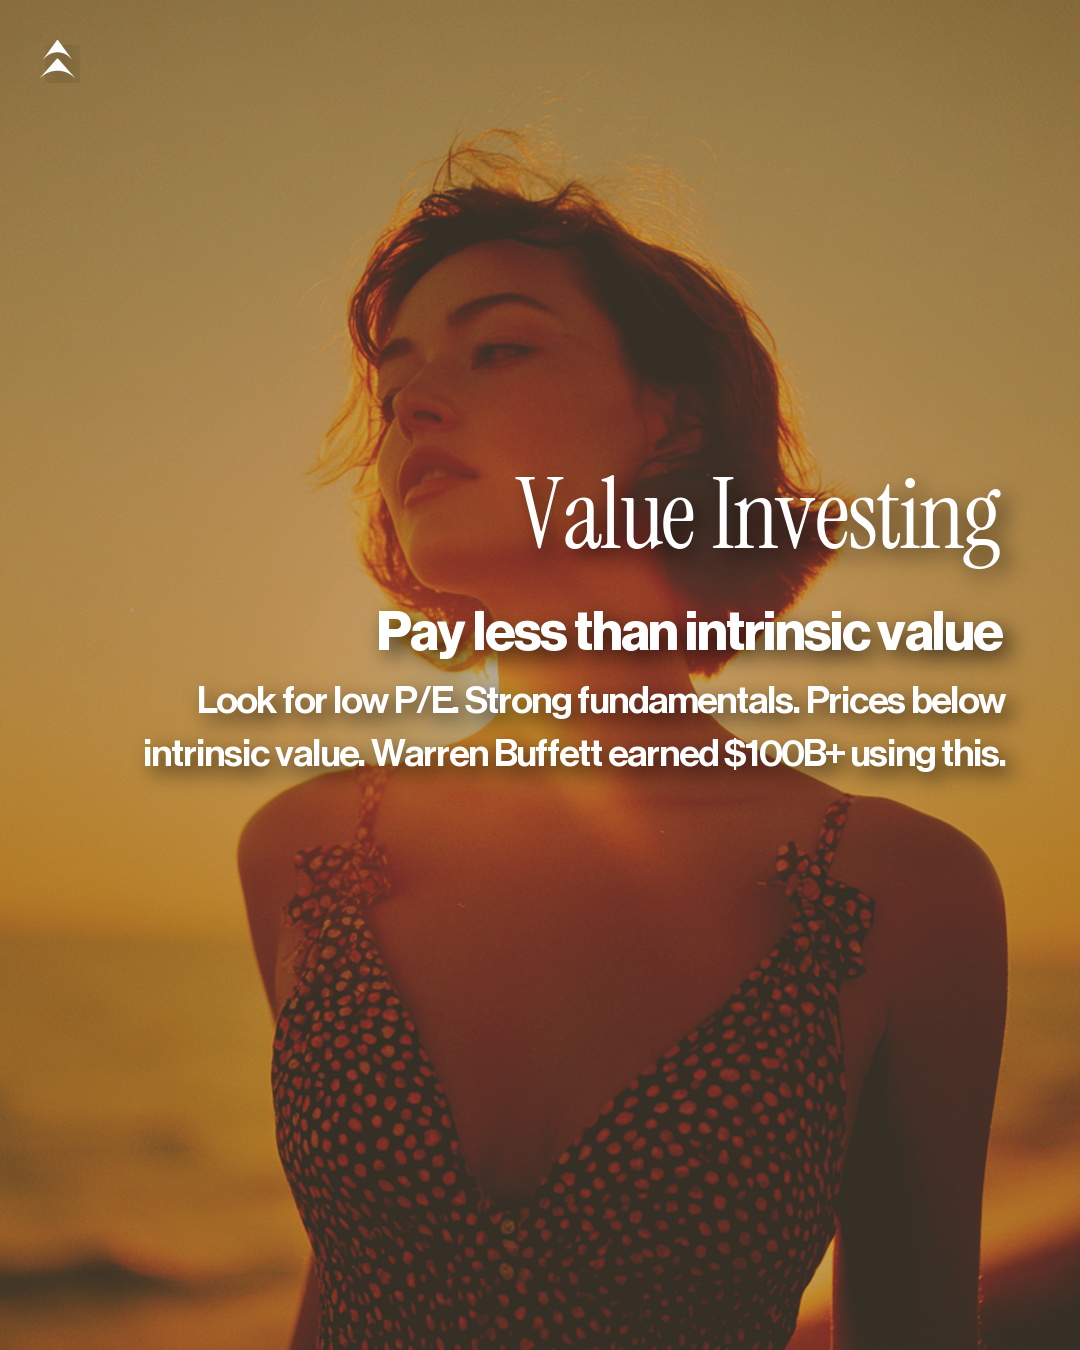 Value Investing
Pay less than intrinsic value
Look for low P/E. Strong fundamentals. Prices below
intrinsic value. Warren Buffett earned $100B+ using this.